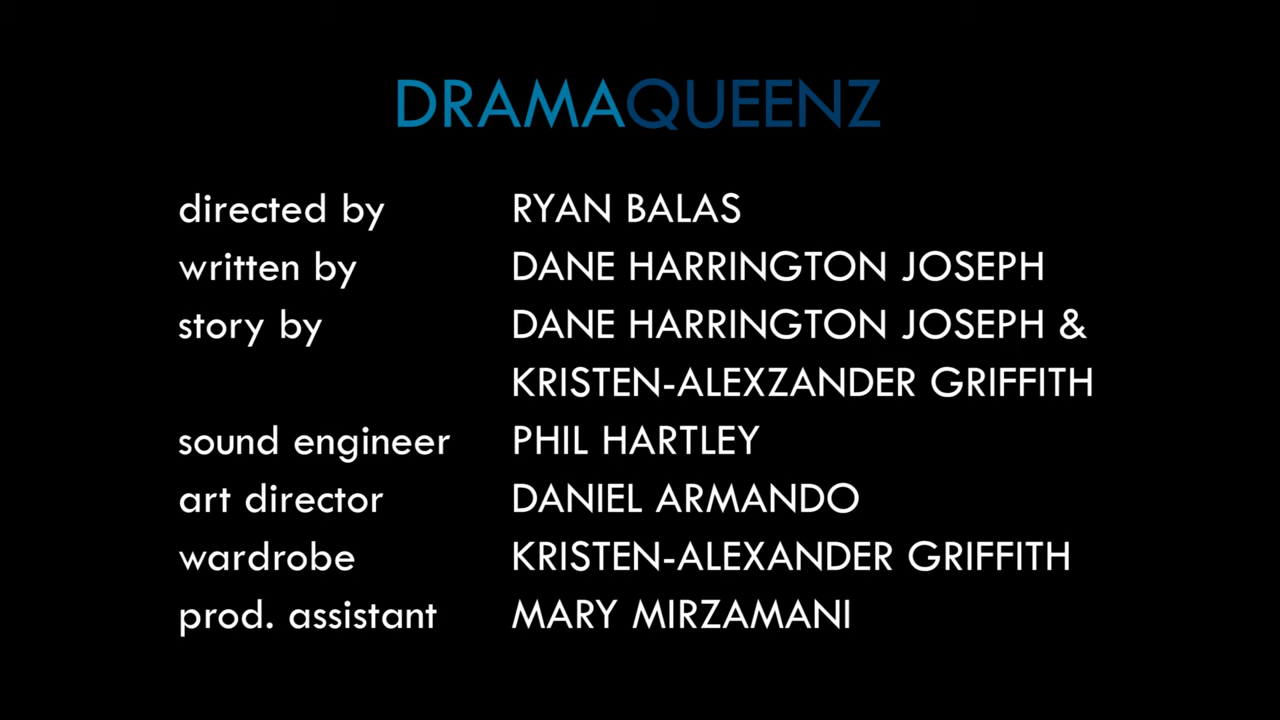 DRAMAQUEENZ
directed by RYAN BALAS
written by DANE HARRINGTON JOSEPH
story by DANE HARRINGTON JOSEPH &
KRISTEN-ALEXZANDER GRIFFITH
sound engineer PHIL HARTLEY
art director DANIEL ARMANDO
wardrobe KRISTEN-ALEXANDER GRIFFITH
prod. assistant MARY MIRZAMANI